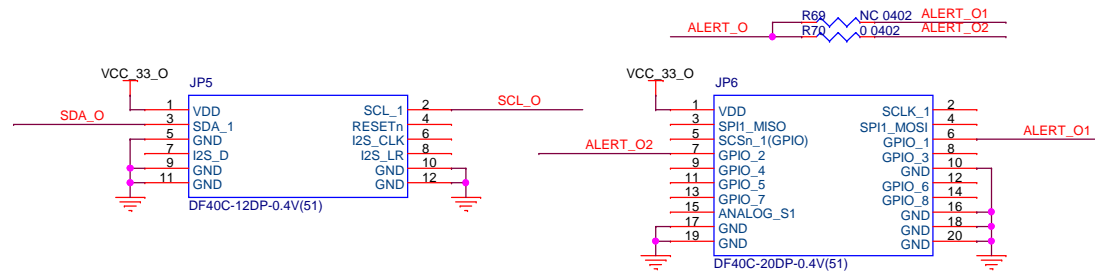 R69 NC 0402 ALERT_O1
ALERT_O R70 0 0402 ALERT_O2
VCC_33_O
JP5
1 VDD SCL_1 2 SCL_O
SDA_O 3 SDA_1 RESETn 4
5 GND I2S_CLK 6
7 I2S_D I2S_LR 8
9 GND GND 10
11 GND GND 12
DF40C-12DP-0.4V(51)
VCC_33_O
JP6
1 VDD SCLK_1 2
3 SPI1_MISO SPI1_MOSI 4
5 SCSn_1(GPIO) GPIO_1 6 ALERT_O1
ALERT_O2 7 GPIO_2 GPIO_3 8
9 GPIO_4 GND 10
11 GPIO_5 GPIO_6 12
13 GPIO_7 GPIO_8 14
15 ANALOG_S1 GND 16
17 GND GND 18
19 GND GND 20
DF40C-20DP-0.4V(51)